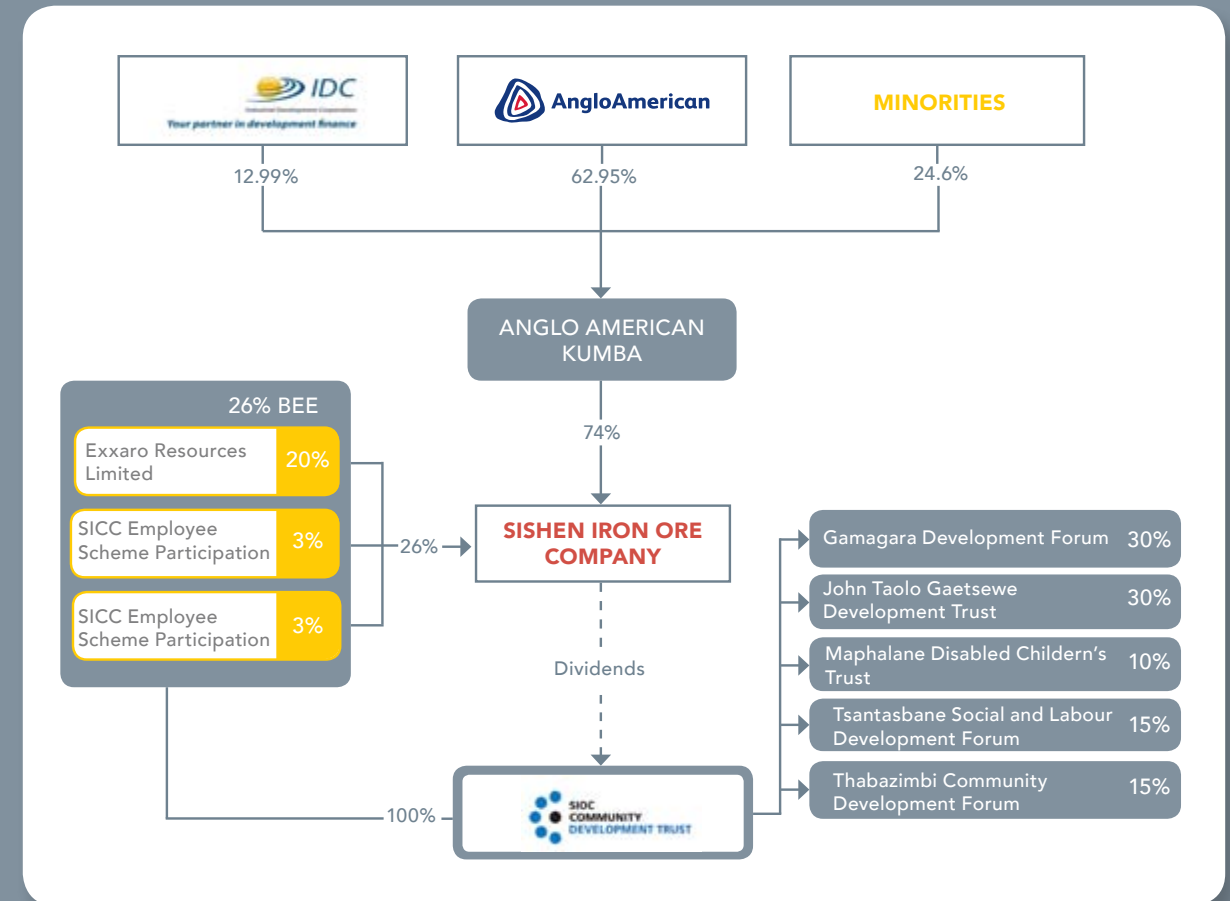 IDC
Industrial Development Corporation
Your partner in development finance
AngloAmerican
MINORITIES
12.99%
62.95%
24.6%
ANGLO AMERICAN
KUMBA
74%
26% BEE
Exxaro Resources
Limited
20%
SICC Employee
Scheme Participation
3%
SICC Employee
Scheme Participation
3%
26%
SISHEN IRON ORE
COMPANY
Dividends
100%
SIOC
COMMUNITY
DEVELOPMENT TRUST
Gamagara Development Forum 30%
John Taolo Gaetsewe
Development Trust
30%
Maphalane Disabled Childern's
Trust
10%
Tsantasbane Social and Labour
Development Forum
15%
Thabazimbi Community
Development Forum
15%